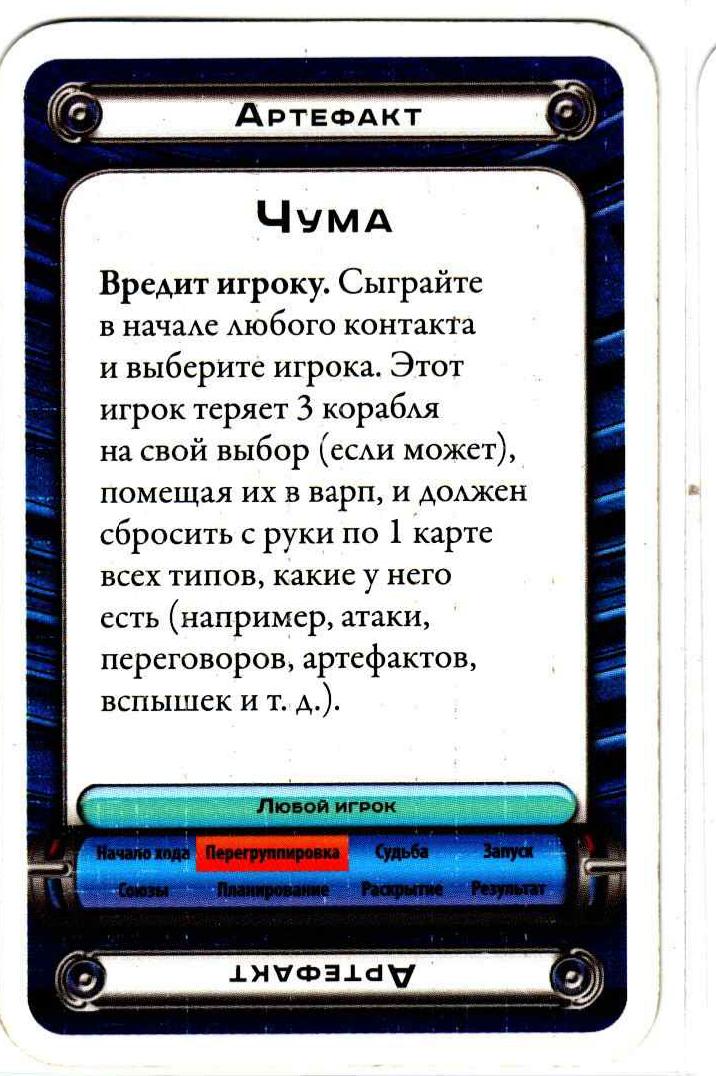 Артефакт
Чума
Вредит игроку. Сыграйте
в начале любого контакта
и выберите игрока. Этот
игрок теряет 3 корабля
на свой выбор (если может),
помещая их в варп, и должен
сбросить с руки по 1 карте
всех типов, какие у него
есть (например, атаки,
переговоров, артефактов,
вспышек и т. д.).
Любой игрок
Начало хода Перегруппировка Судьба Запуск
Союзы Планирование Раскрытие Результат
Артефакт